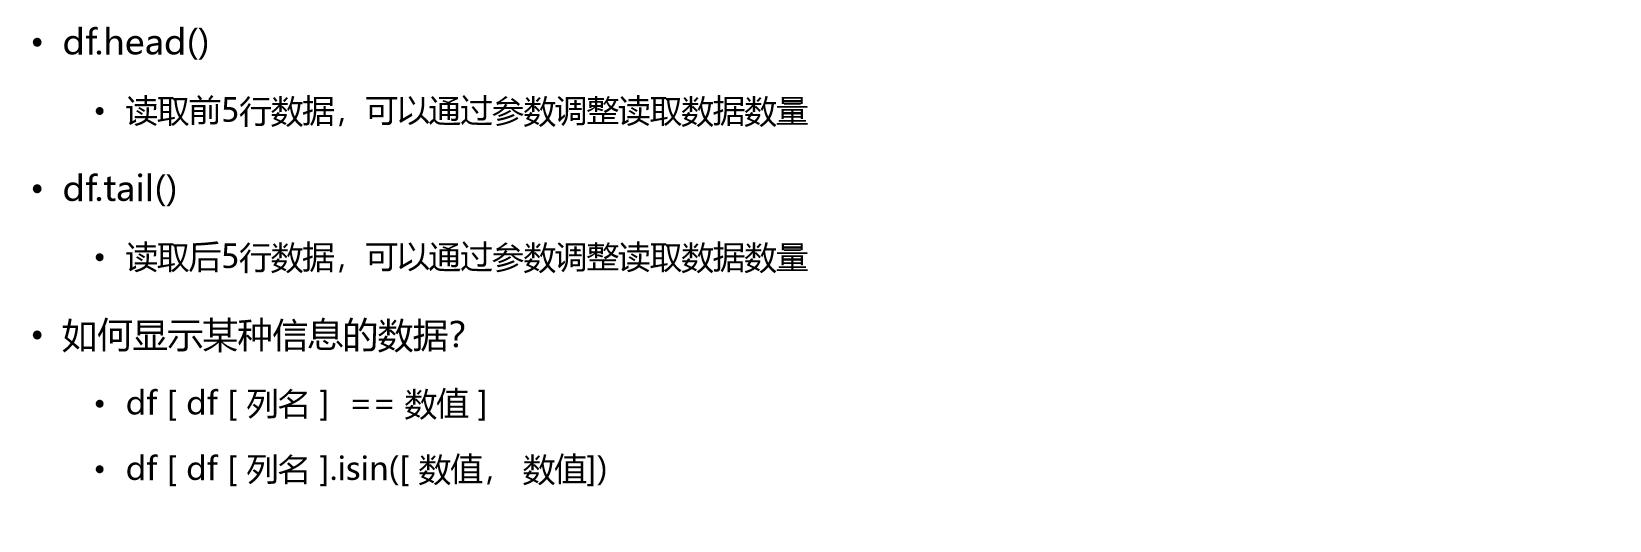 • df.head()
• 读取前5行数据，可以通过参数调整读取数据数量
• df.tail()
• 读取后5行数据，可以通过参数调整读取数据数量
• 如何显示某种信息的数据？
• df [ df [ 列名 ]  == 数值 ]
• df [ df [ 列名 ].isin([ 数值， 数值])